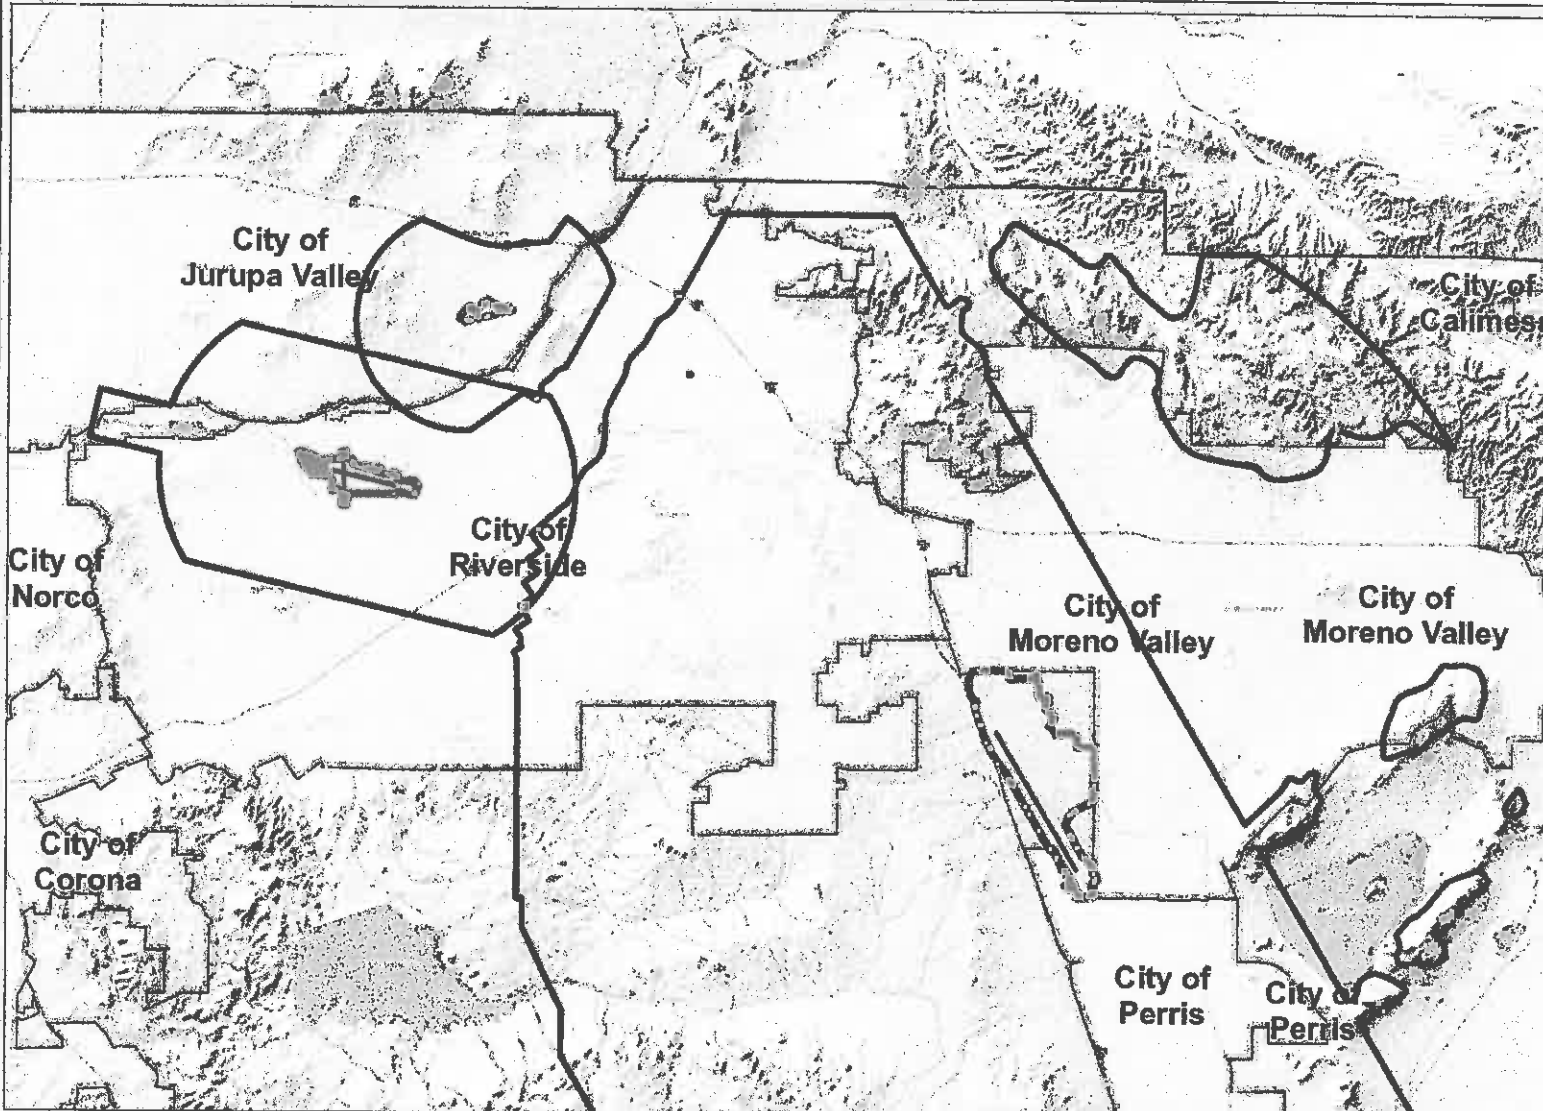 City of
Jurupa Valley
City of
Calimes
City of
Riverside
City of
Norco
City of
Moreno Valley
City of
Moreno Valley
City of
Corona
City of
Perris
City of
Perris